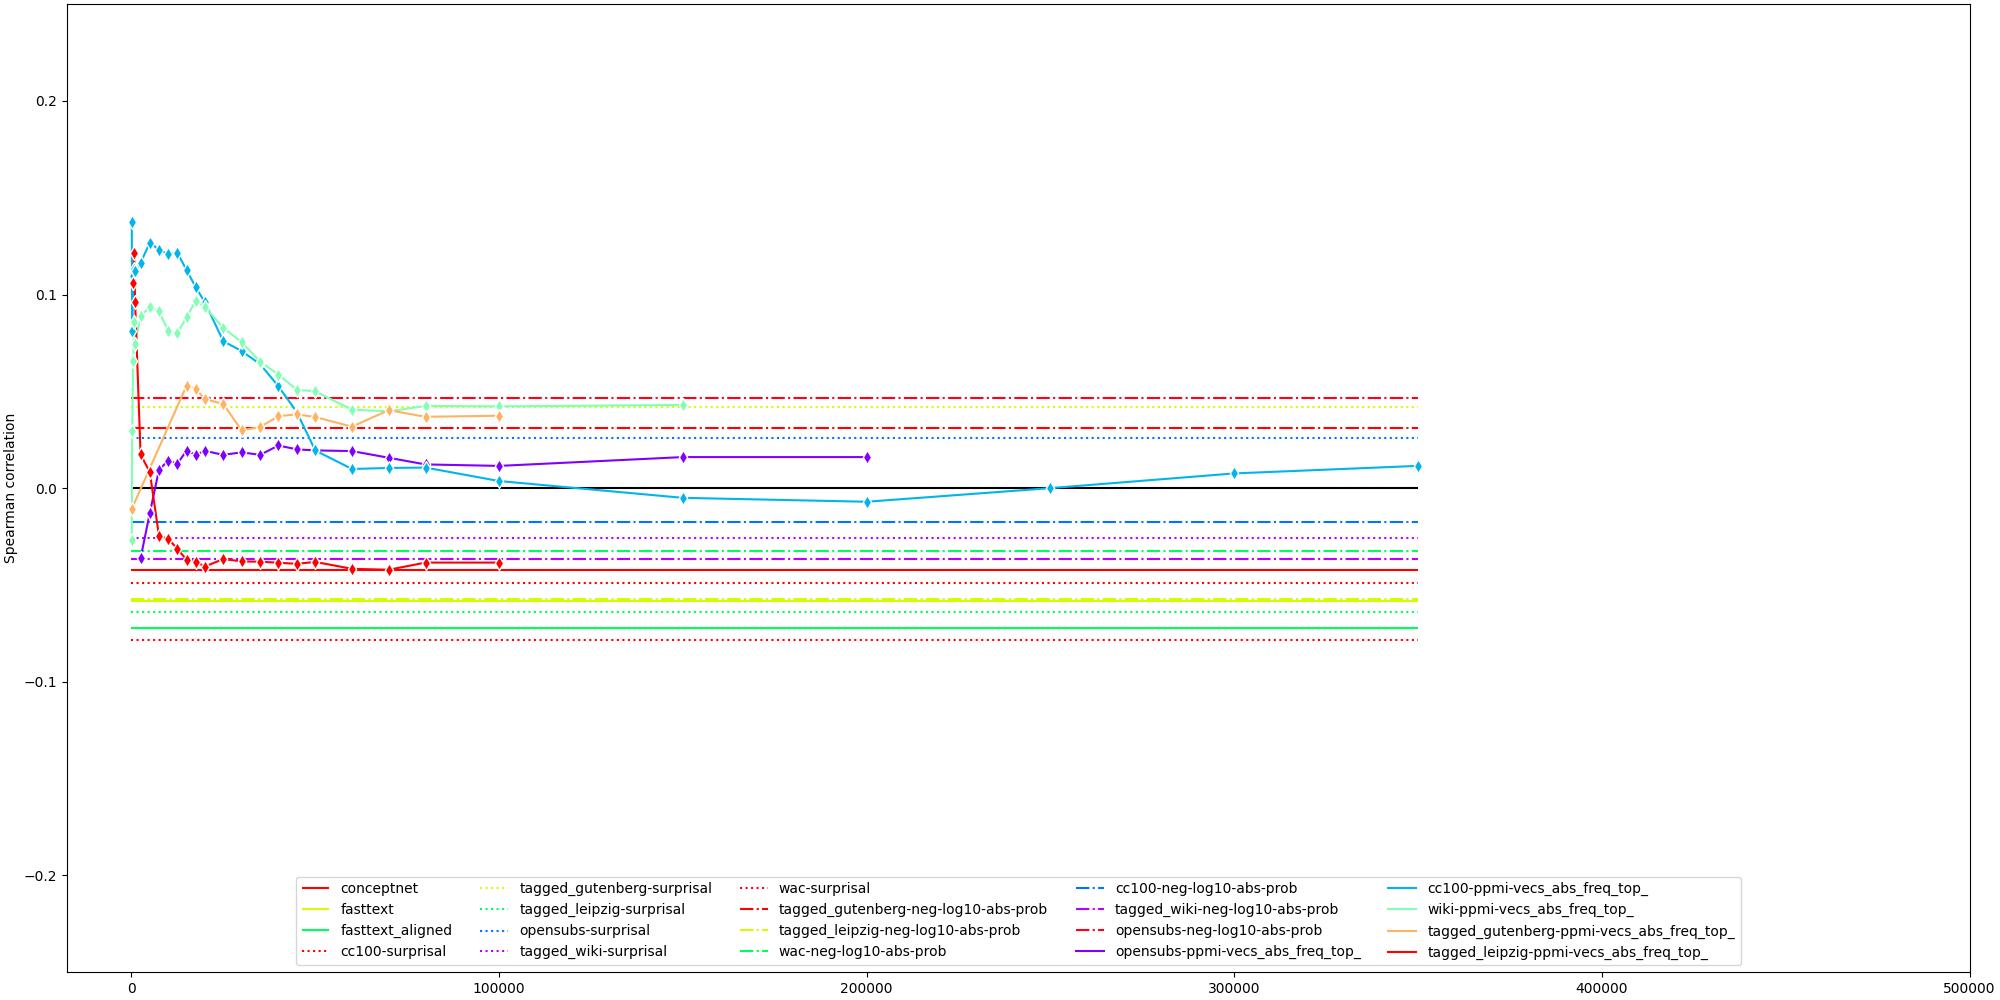 0.2
0.1
0.0
−0.1
−0.2
Spearman correlation
conceptnet
fasttext
fasttext_aligned
cc100-surprisal
tagged_gutenberg-surprisal
tagged_leipzig-surprisal
opensubs-surprisal
tagged_wiki-surprisal
wac-surprisal
tagged_gutenberg-neg-log10-abs-prob
tagged_leipzig-neg-log10-abs-prob
wac-neg-log10-abs-prob
cc100-neg-log10-abs-prob
tagged_wiki-neg-log10-abs-prob
opensubs-neg-log10-abs-prob
opensubs-ppmi-vecs_abs_freq_top_
cc100-ppmi-vecs_abs_freq_top_
wiki-ppmi-vecs_abs_freq_top_
tagged_gutenberg-ppmi-vecs_abs_freq_top_
tagged_leipzig-ppmi-vecs_abs_freq_top_
0 100000 200000 300000 400000 500000